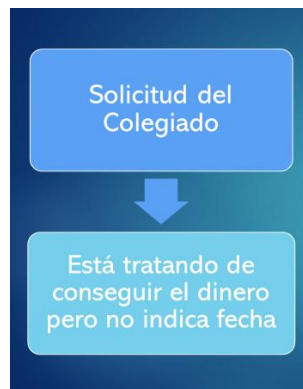 Solicitud del
Colegiado
Está tratando de
conseguir el dinero
pero no indica fecha